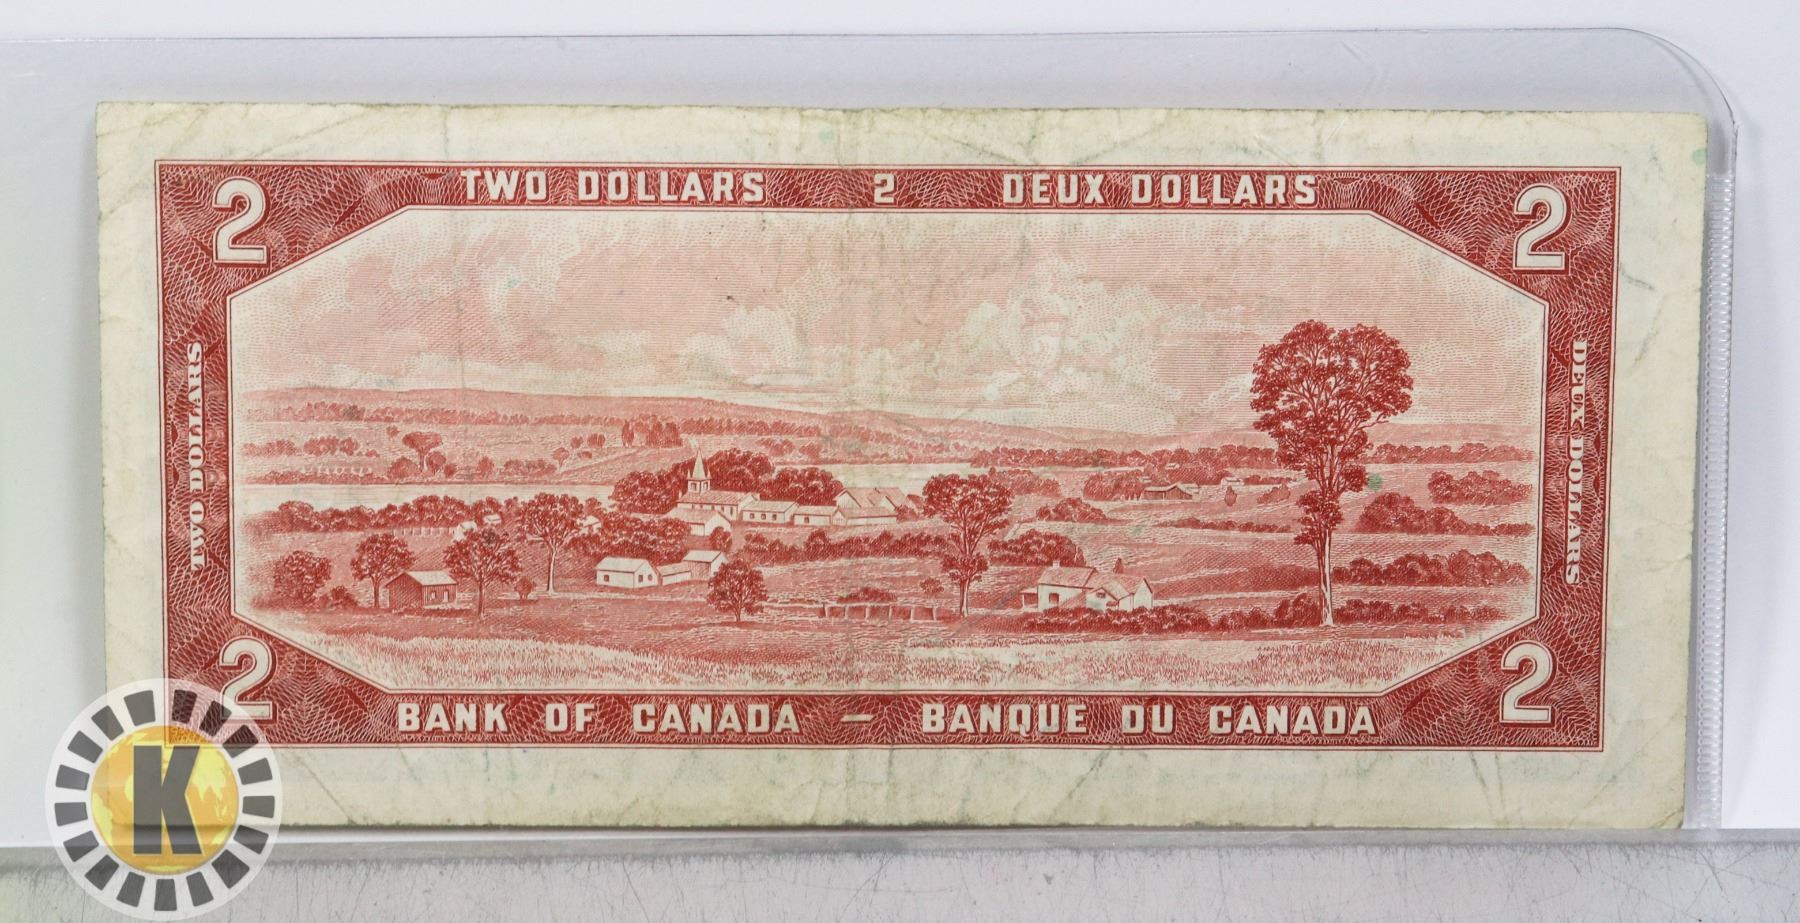 TWO DOLLARS 2 DEUX DOLLARS
2 2
TWO DOLLARS
DEUX DOLLARS
2 2
BANK OF CANADA — BANQUE DU CANADA
K